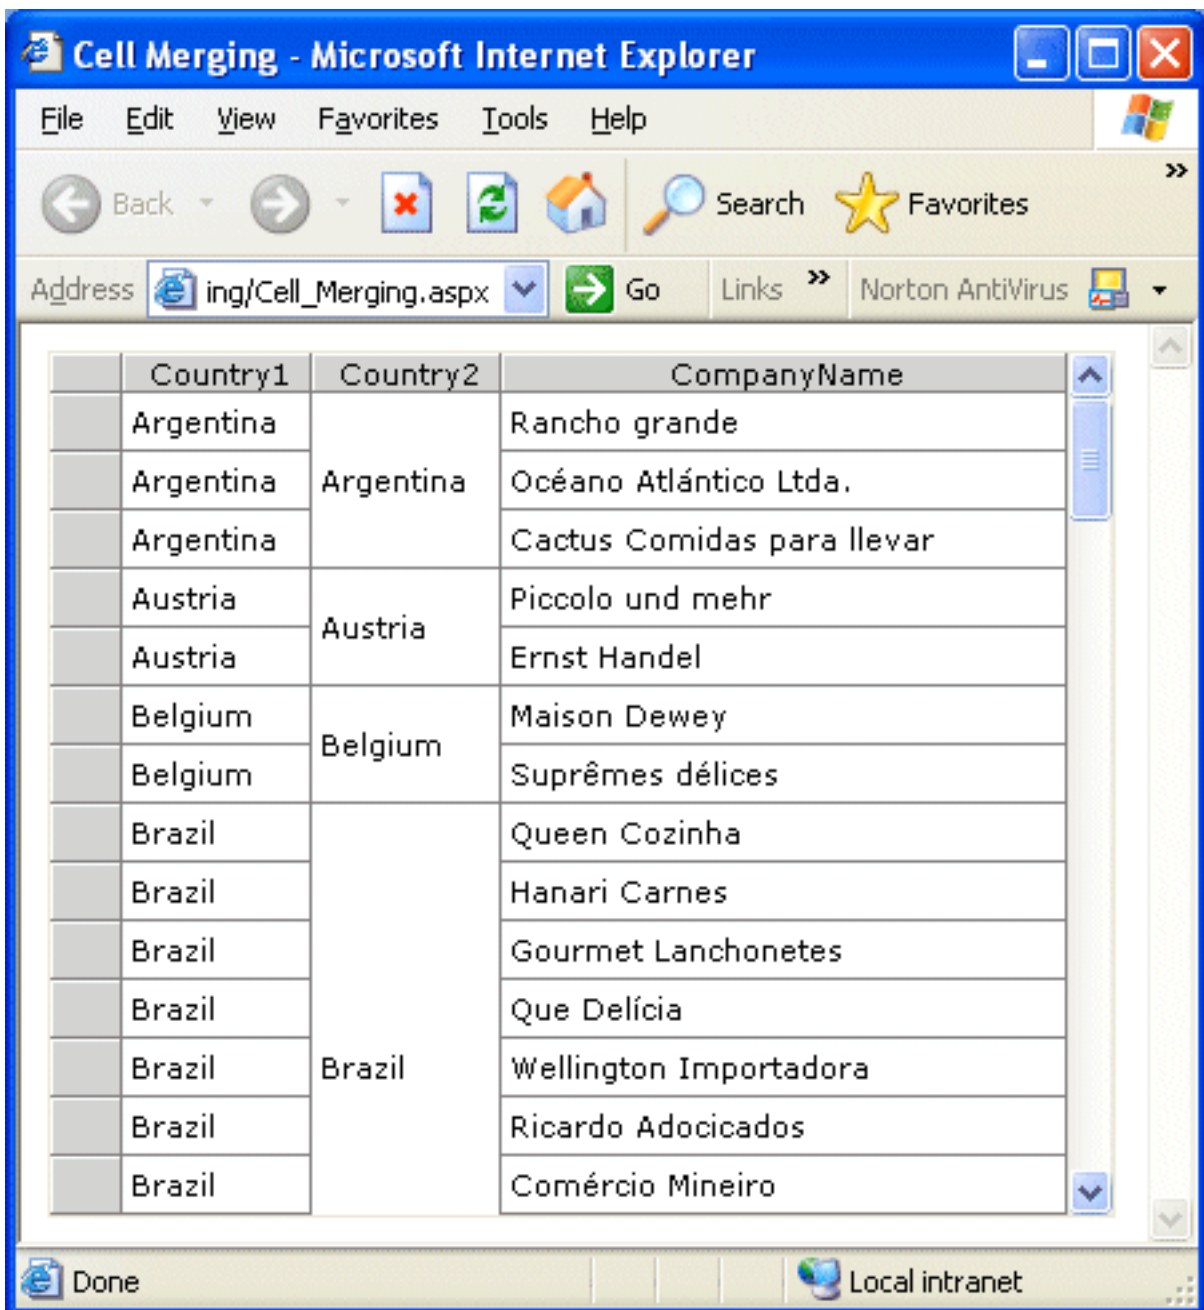 Cell Merging - Microsoft Internet Explorer
File Edit View Favorites Tools Help
Back Search Favorites »
Address ing/Cell_Merging.aspx Go Links » Norton AntiVirus
Country1 Country2 CompanyName
Argentina Rancho grande
Argentina Argentina Océano Atlántico Ltda.
Argentina Cactus Comidas para llevar
Austria Austria Piccolo und mehr
Austria Ernst Handel
Belgium Belgium Maison Dewey
Belgium Suprêmes délices
Brazil Queen Cozinha
Brazil Hanari Carnes
Brazil Gourmet Lanchonetes
Brazil Que Delícia
Brazil Brazil Wellington Importadora
Brazil Ricardo Adocicados
Brazil Comércio Mineiro
Done Local intranet